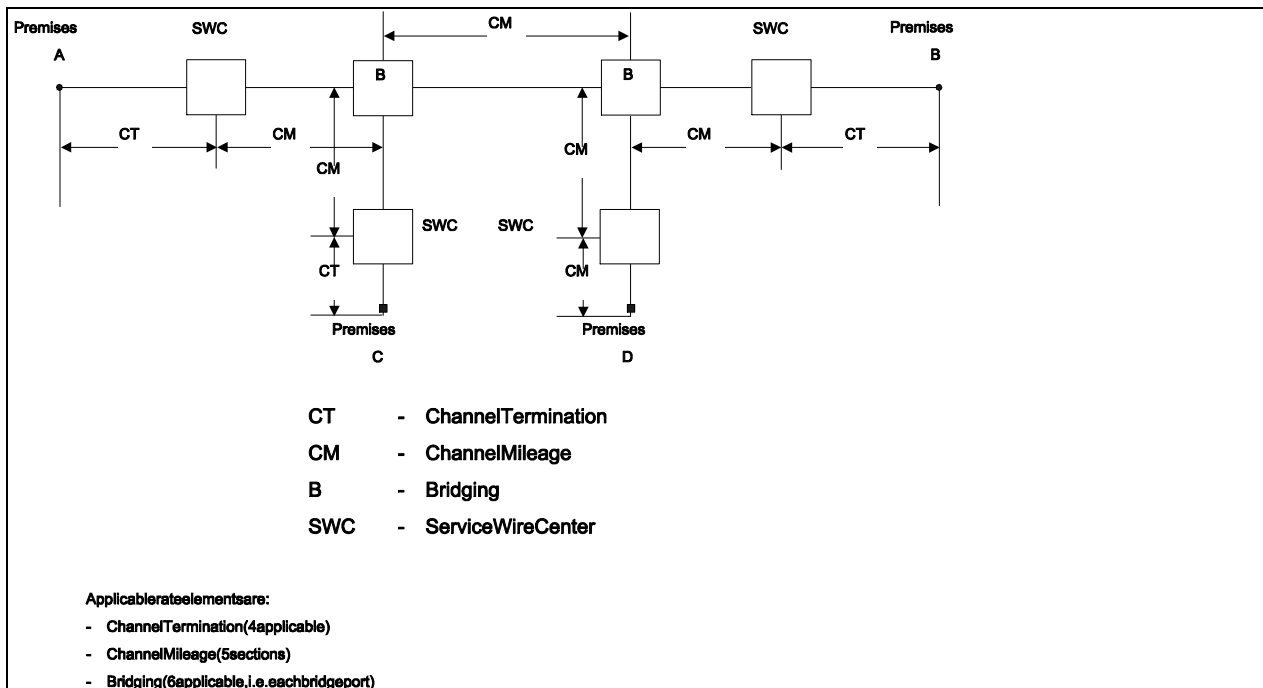 Premises
SWC
CM
SWC
Premises
A
B
B
B
CT
CM
CM
CT
CM
CM
SWC
SWC
CT
CM
Premises
Premises
C
D
CT - ChannelTermination
CM - ChannelMileage
B - Bridging
SWC - ServiceWireCenter
Applicablerateelementsare:
- ChannelTermination(4applicable)
- ChannelMileage(5sections)
- Bridging(6applicable,i.e.eachbridgeport)